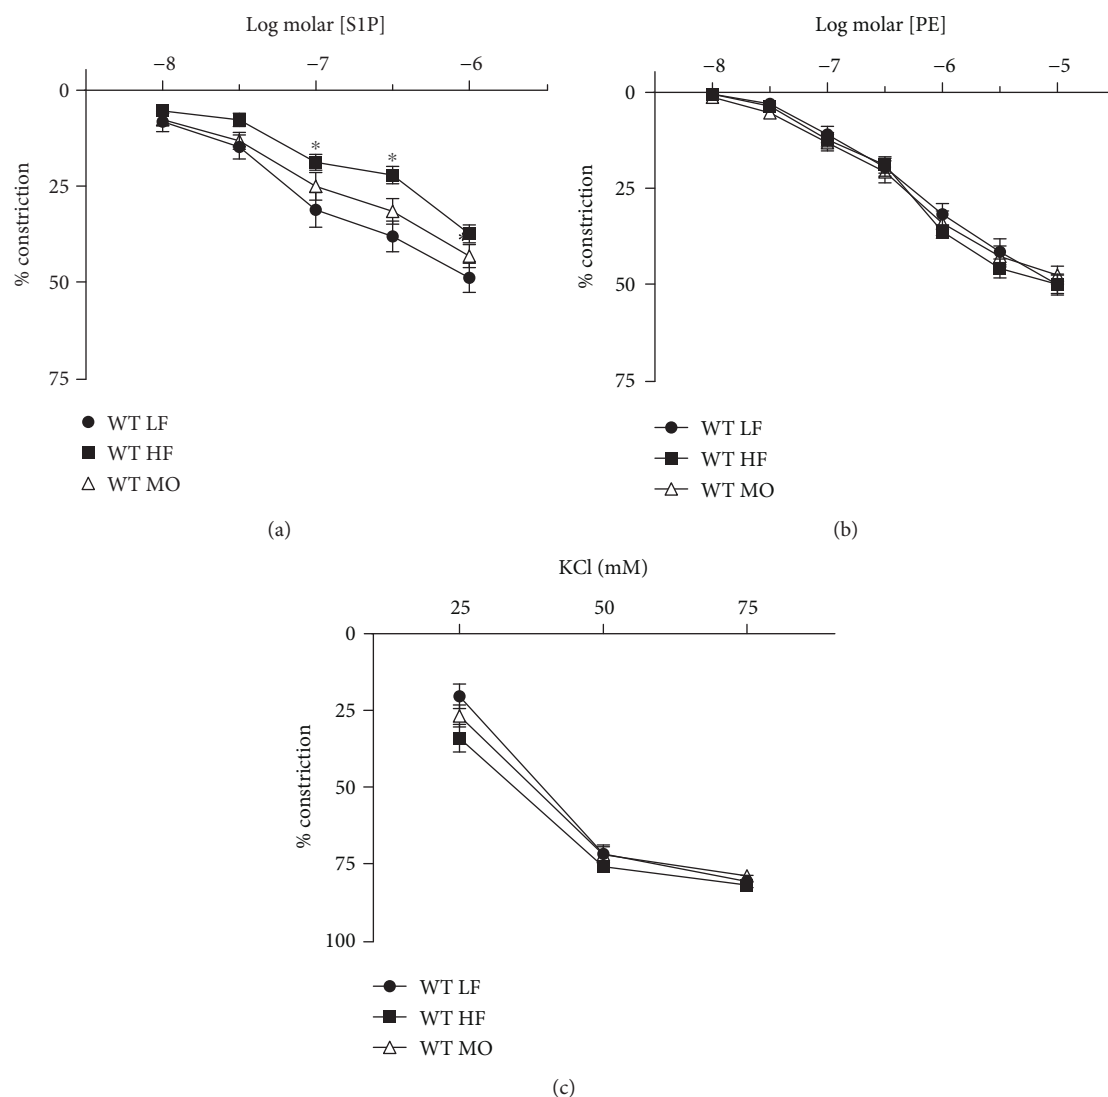 Log molar [S1P]
−8 −7 −6
0
25
50
75
% constriction
* * *
WT LF
WT HF
WT MO
(a)
Log molar [PE]
−8 −7 −6 −5
0
25
50
75
% constriction
WT LF
WT HF
WT MO
(b)
KCl (mM)
25 50 75
0
25
50
75
100
% constriction
WT LF
WT HF
WT MO
(c)